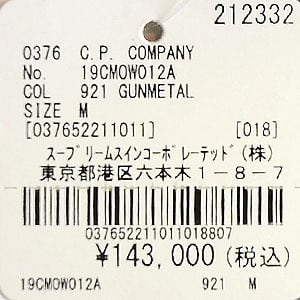 212332
0376 C.P. COMPANY
No. 19CMOW012A
COL 921 GUNMETAL
SIZE M
[037652211011] [018]
スープリームスインコーポレーテッド(株)
東京都港区六本木1-8-7
037652211011018807
¥143,000(税込)
19CMOW012A 921 M